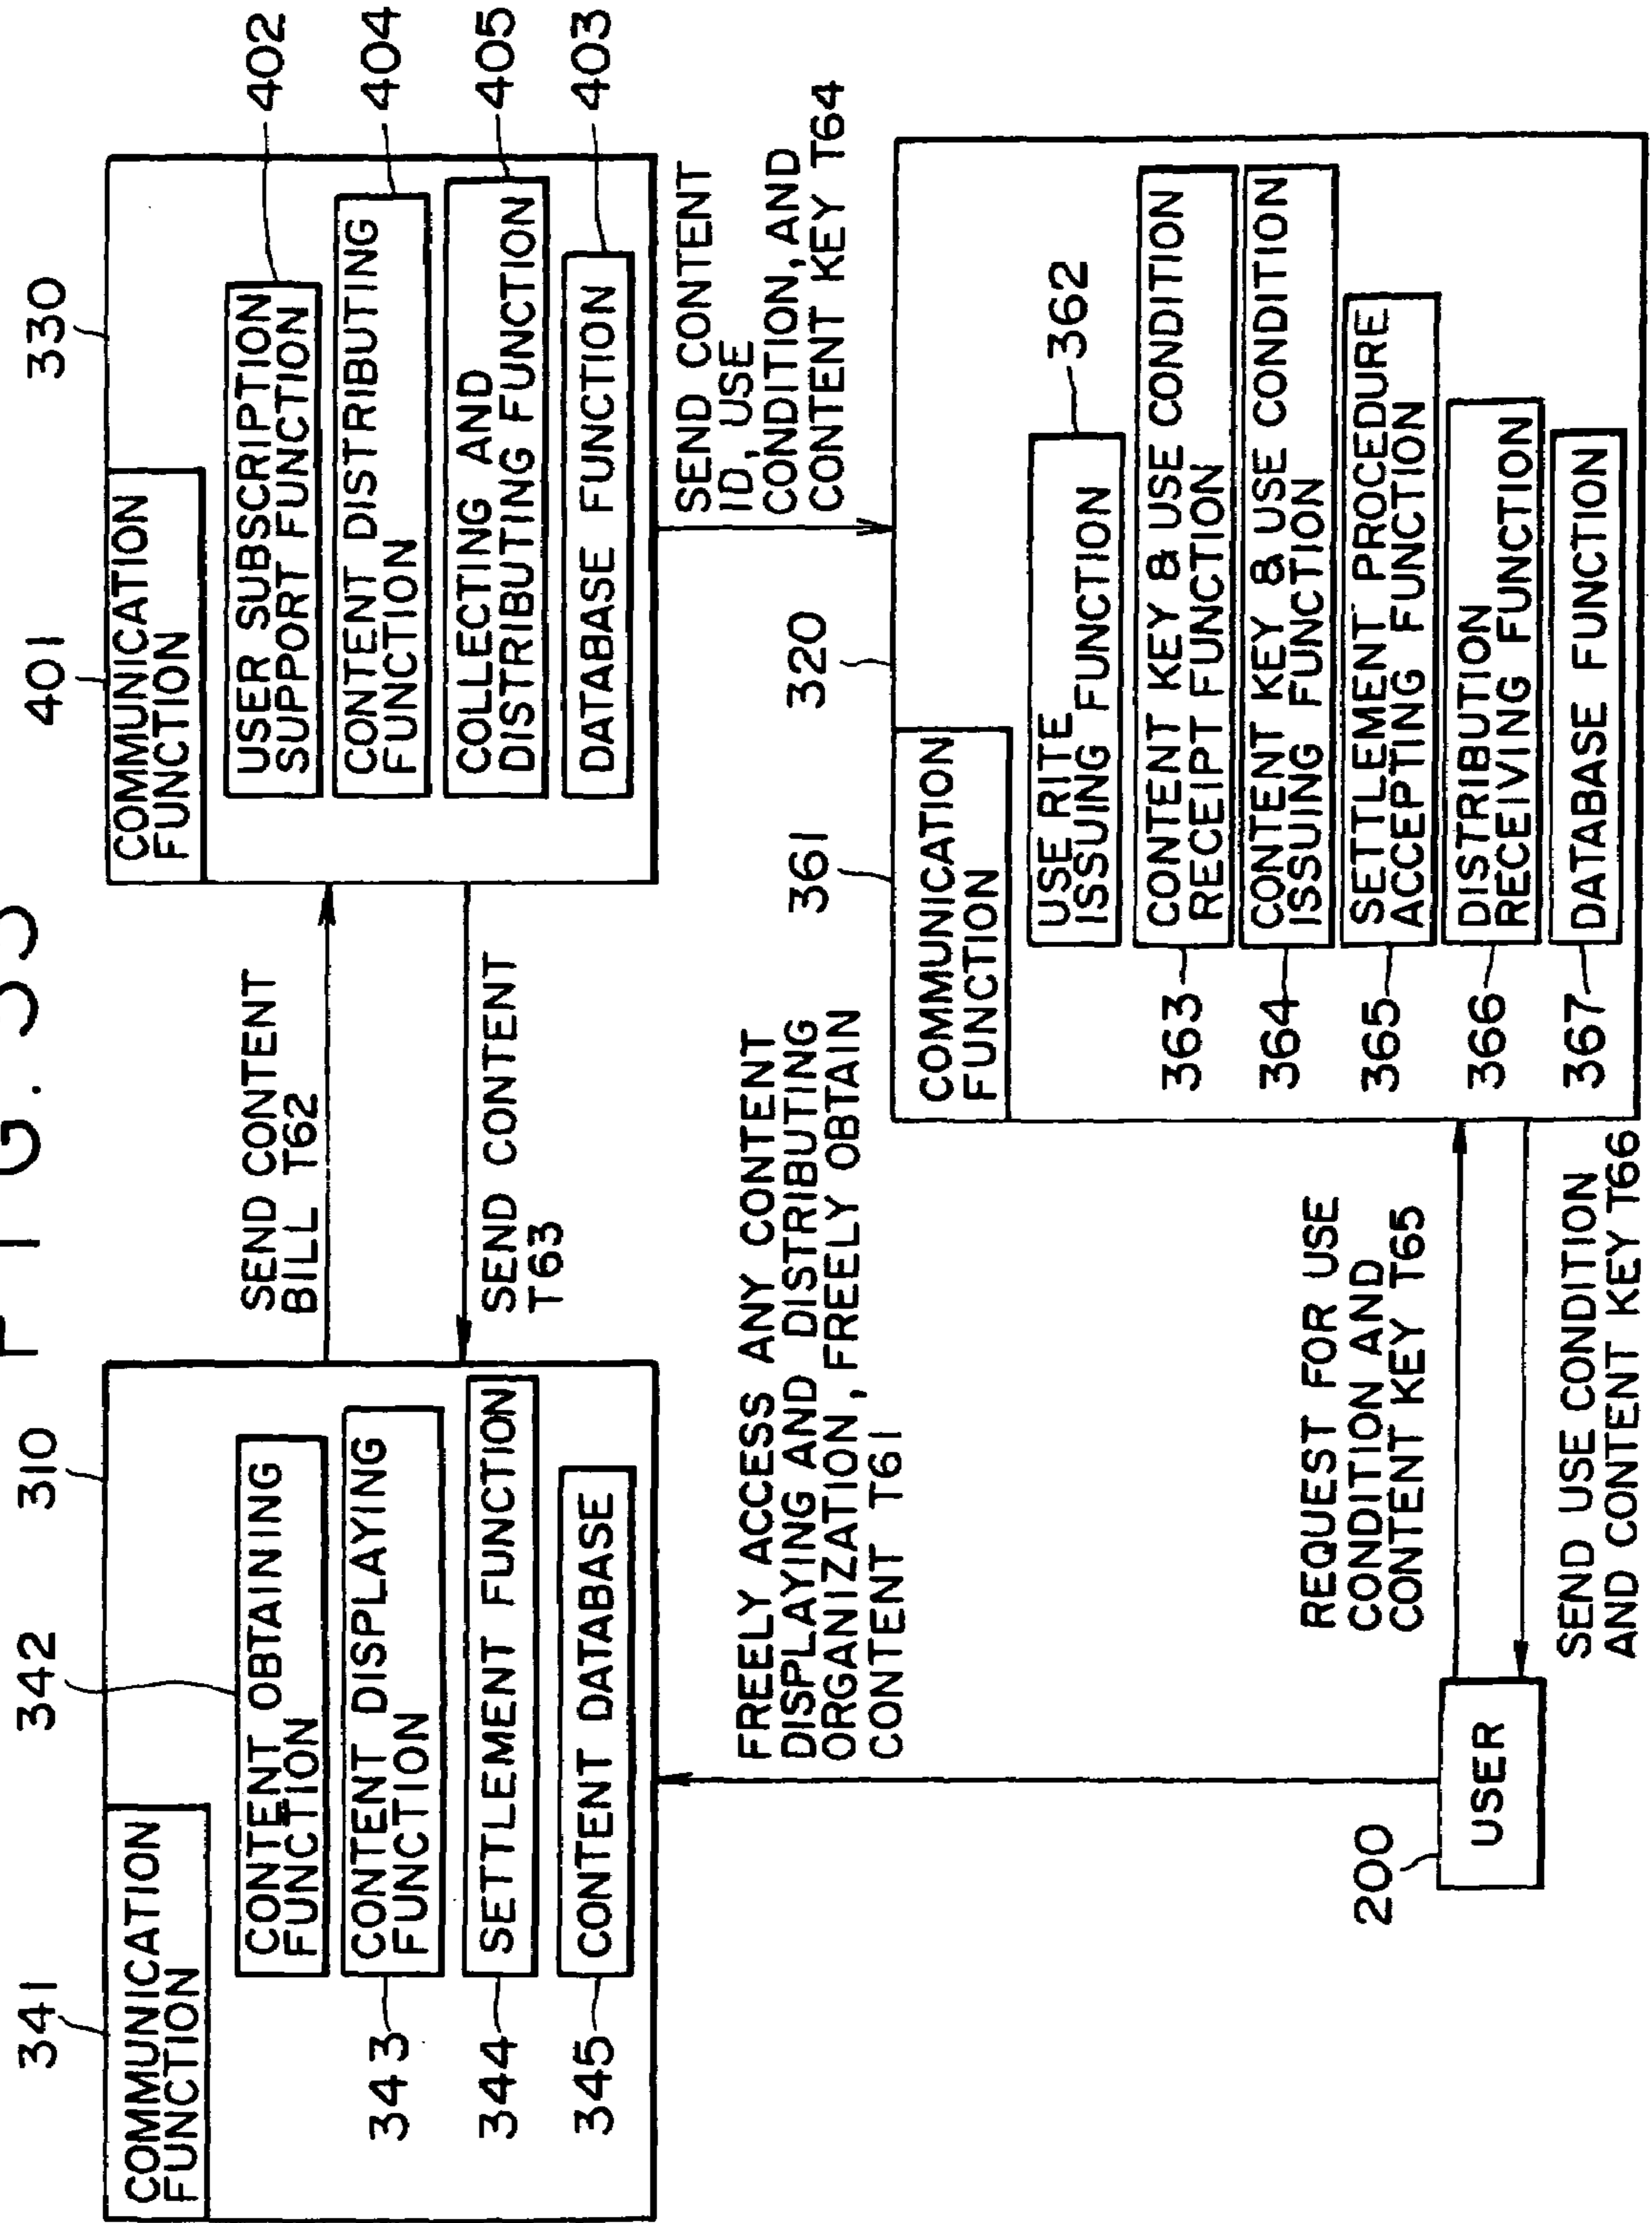 FIG. 35
341
342
310
COMMUNICATION
FUNCTION
CONTENT OBTAINING
FUNCTION
CONTENT DISPLAYING
FUNCTION
343
SETTLEMENT FUNCTION
344
CONTENT DATABASE
345
SEND CONTENT
BILL T62
SEND CONTENT
T63
401
330
COMMUNICATION
FUNCTION
USER SUBSCRIPTION
SUPPORT FUNCTION
402
CONTENT DISTRIBUTING
FUNCTION
404
COLLECTING AND
DISTRIBUTING FUNCTION
405
DATABASE FUNCTION
403
SEND CONTENT
ID, USE
CONDITION, AND
CONTENT KEY T64
FREELY ACCESS ANY CONTENT
DISPLAYING AND DISTRIBUTING
ORGANIZATION, FREELY OBTAIN
CONTENT T61
361
320
COMMUNICATION
FUNCTION
USE RITE
ISSUING FUNCTION
362
363
CONTENT KEY & USE CONDITION
RECEIPT FUNCTION
364
CONTENT KEY & USE CONDITION
ISSUING FUNCTION
365
SETTLEMENT PROCEDURE
ACCEPTING FUNCTION
366
DISTRIBUTION
RECEIVING FUNCTION
367
DATABASE FUNCTION
REQUEST FOR USE
CONDITION AND
CONTENT KEY T65
200
USER
SEND USE CONDITION
AND CONTENT KEY T66